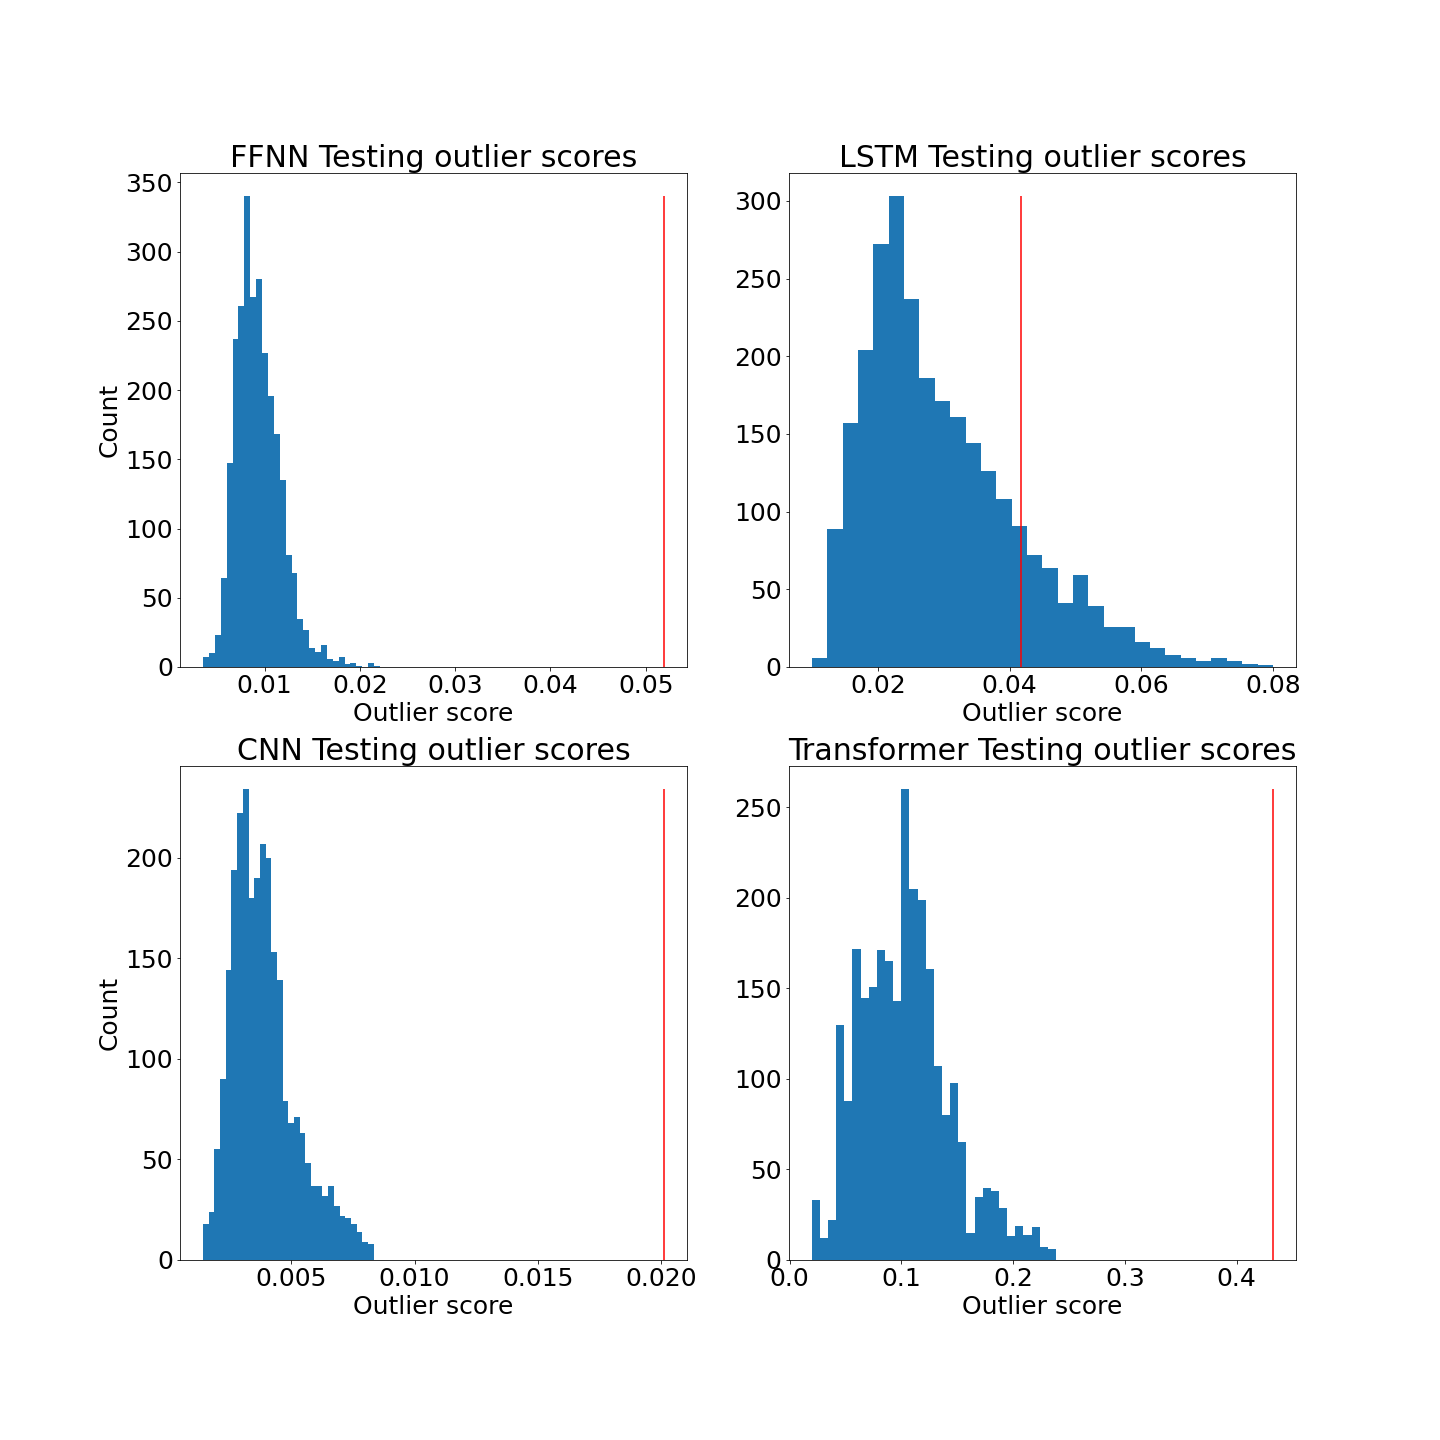 FFNN Testing outlier scores
350
300
250
200
150
100
50
0
Count
0.01 0.02 0.03 0.04 0.05
Outlier score
LSTM Testing outlier scores
300
250
200
150
100
50
0
0.02 0.04 0.06 0.08
Outlier score
CNN Testing outlier scores
200
150
100
50
0
Count
0.005 0.010 0.015 0.020
Outlier score
Transformer Testing outlier scores
250
200
150
100
50
0
0.0 0.1 0.2 0.3 0.4
Outlier score